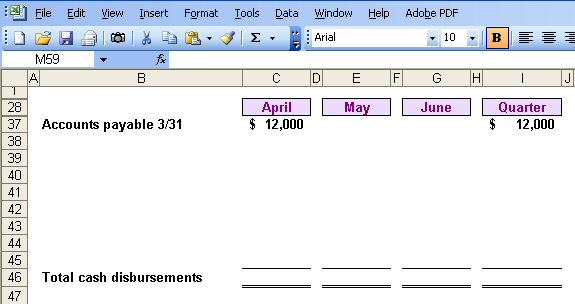 File Edit View Insert Format Tools Data Window Help Adobe PDF
Σ Arial 10 B
M59 fx
A B C D E F G H I J
1
28 April May June Quarter
37 Accounts payable 3/31 $ 12,000 $ 12,000
38
39
40
41
42
43
44
45
46 Total cash disbursements
47